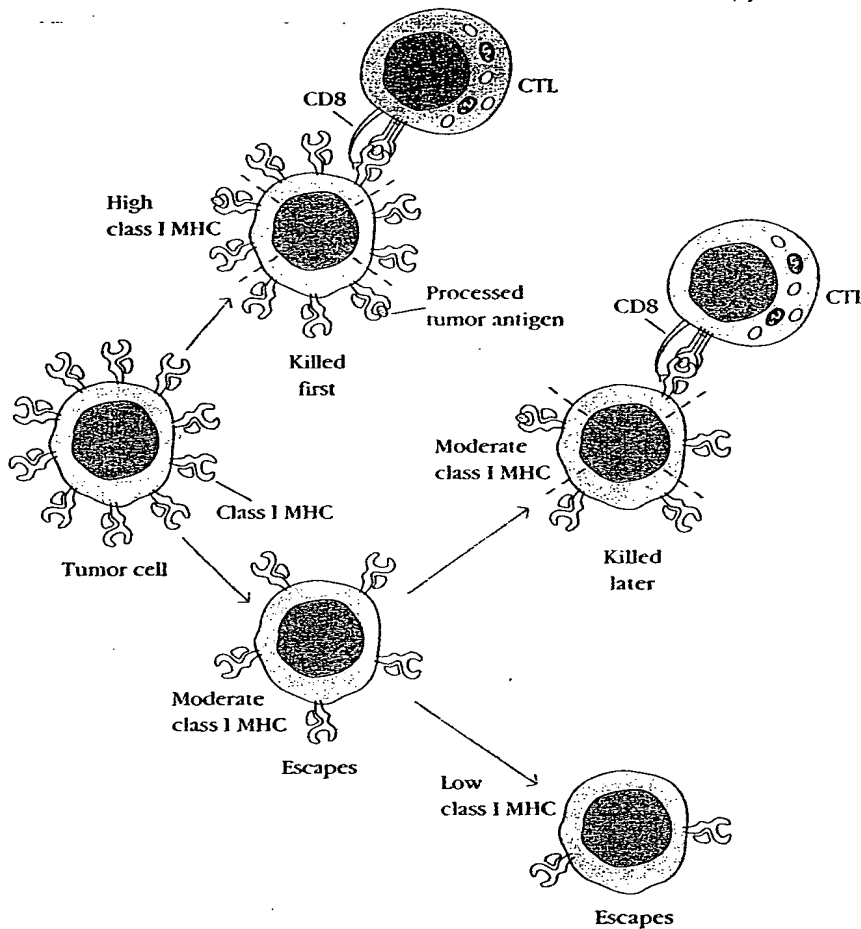 CTL
CD8
High
class I MHC
Processed
tumor antigen
Killed
first
CD8
CTI
Moderate
class I MHC
Class I MHC
Tumor cell
Killed
later
Moderate
class I MHC
Escapes
Low
class I MHC
Escapes